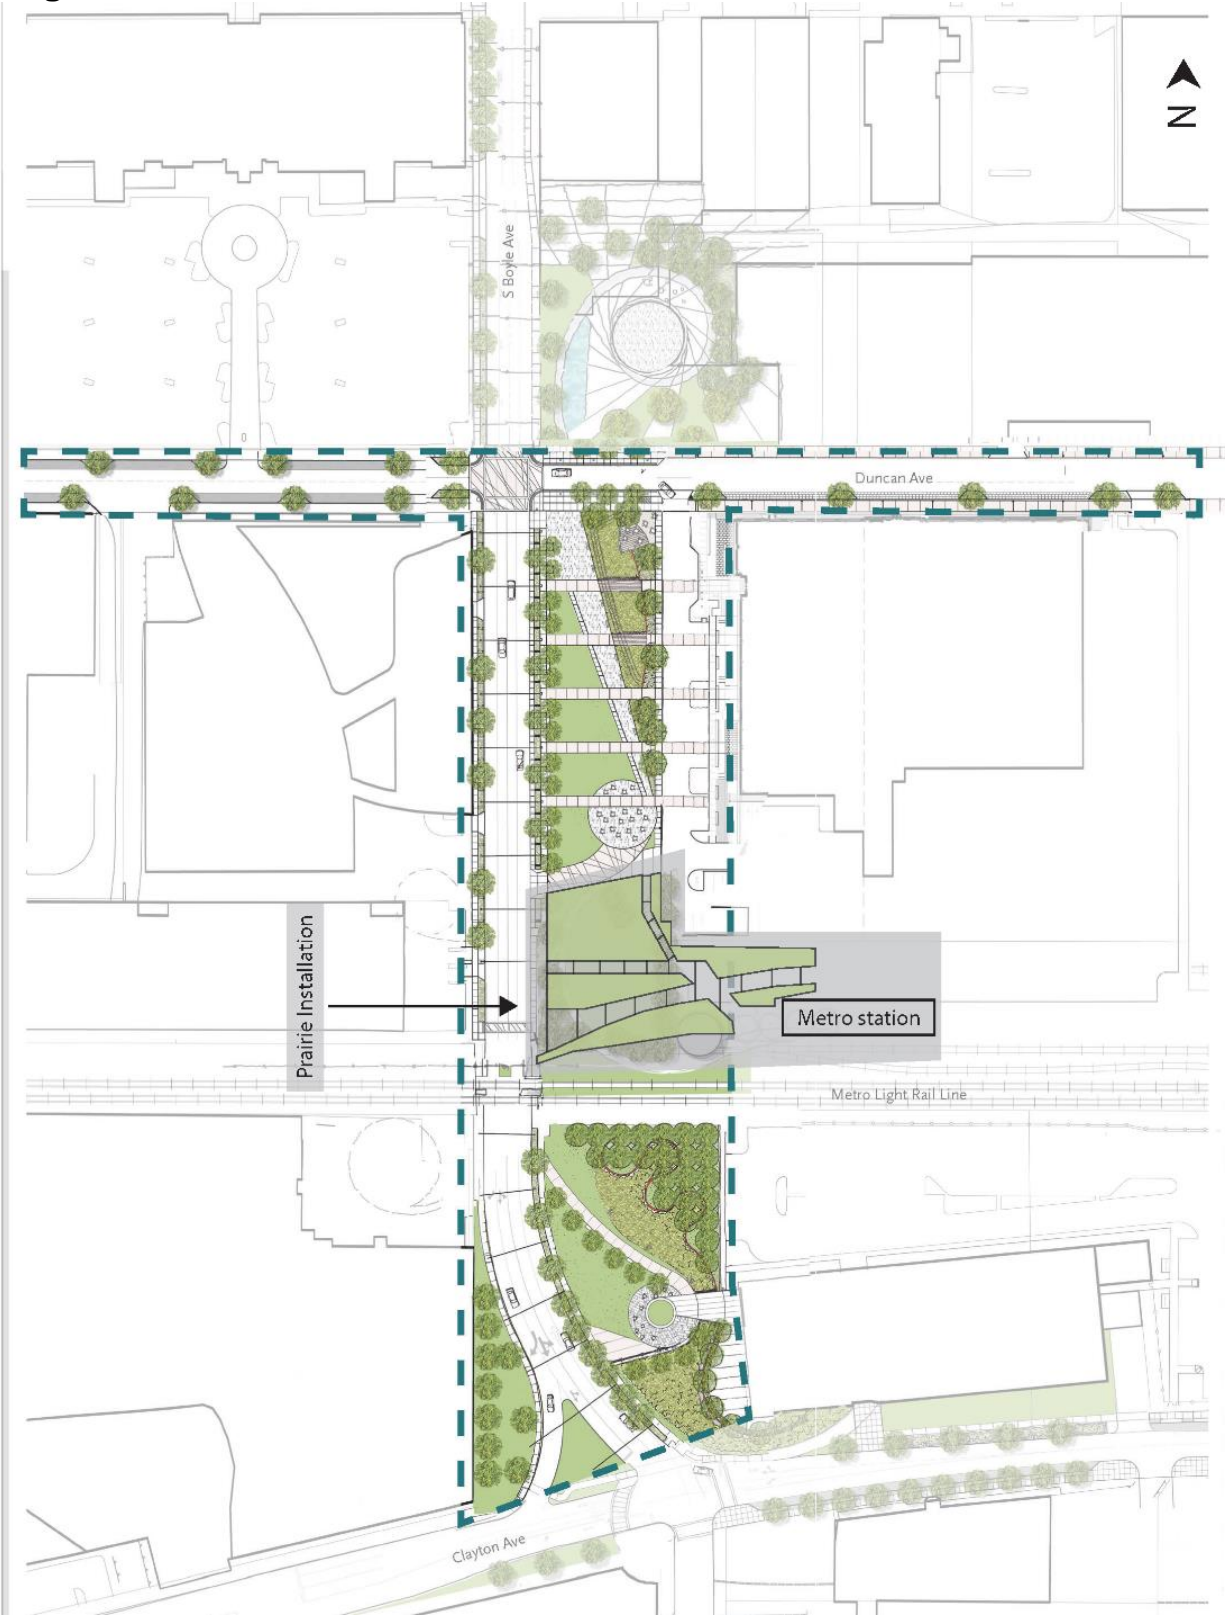 N
S Boyle Ave
Duncan Ave
Prairie Installation
Metro station
Metro Light Rail Line
Clayton Ave